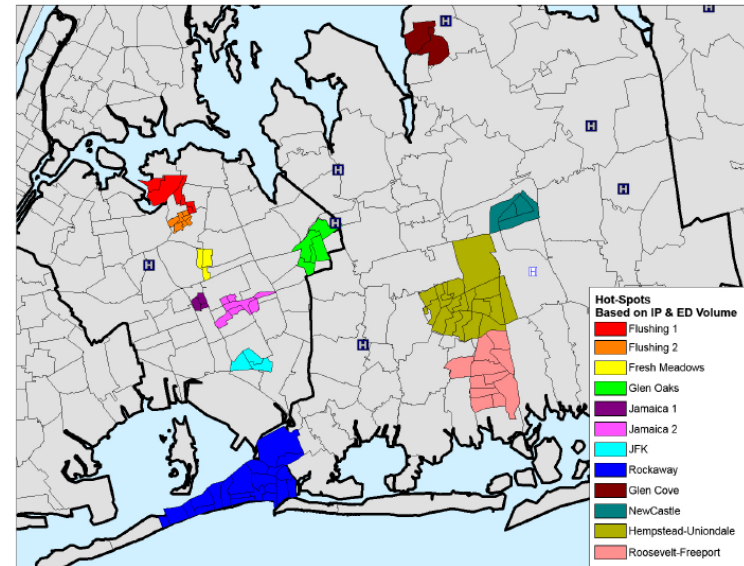 H
H
H
H
H
H
H
H
H
Hot-Spots
Based on IP & ED Volume
Flushing 1
Flushing 2
Fresh Meadows
Glen Oaks
Jamaica 1
Jamaica 2
JFK
Rockaway
Glen Cove
NewCastle
Hempstead-Uniondale
Roosevelt-Freeport